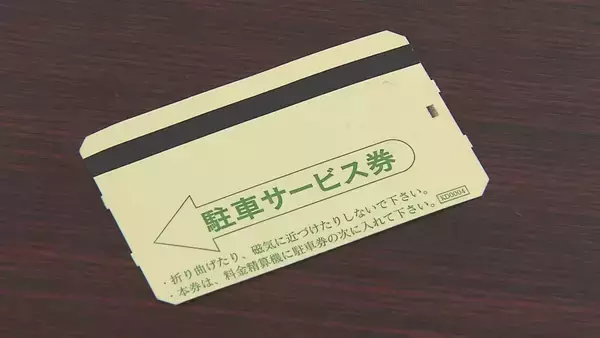 駐車サービス券
・折り曲げたり、磁気に近づけたりしないで下さい。
・本券は、料金精算機に駐車券の次に入れて下さい。
KD0004